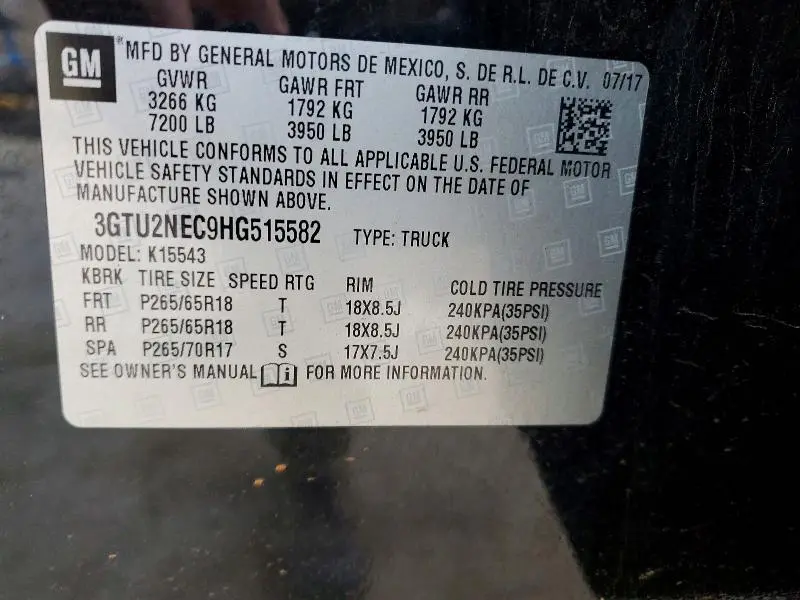 GM® MFD BY GENERAL MOTORS DE MEXICO, S. DE R.L. DE C.V. 07/17
GVWR GAWR FRT GAWR RR
3266 KG 1792 KG 1792 KG
7200 LB 3950 LB 3950 LB
THIS VEHICLE CONFORMS TO ALL APPLICABLE U.S. FEDERAL MOTOR
VEHICLE SAFETY STANDARDS IN EFFECT ON THE DATE OF
MANUFACTURE SHOWN ABOVE.
3GTU2NEC9HG515582 TYPE: TRUCK
MODEL: K15543
KBRK TIRE SIZE SPEED RTG RIM COLD TIRE PRESSURE
FRT P265/65R18 T 18X8.5J 240KPA(35PSI)
RR P265/65R18 T 18X8.5J 240KPA(35PSI)
SPA P265/70R17 S 17X7.5J 240KPA(35PSI)
SEE OWNER'S MANUAL i FOR MORE INFORMATION.